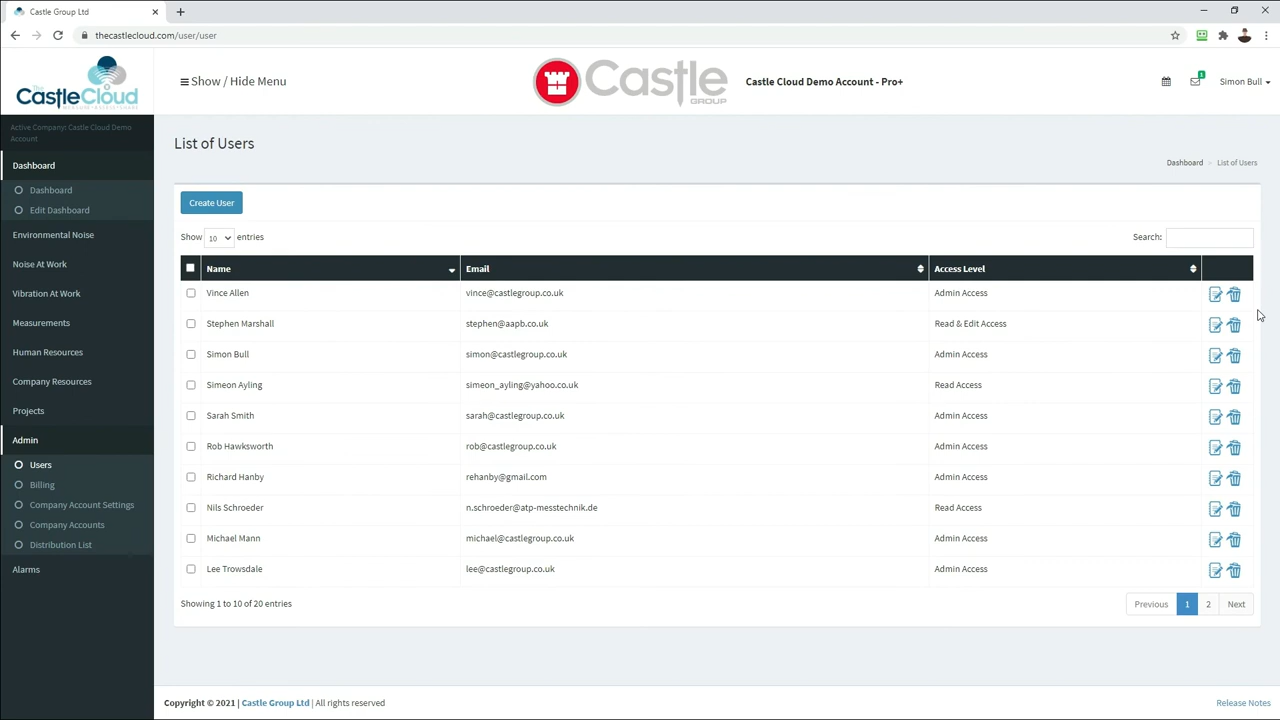 Castle Group Ltd
thecastlecloud.com/user/user
The
CastleCloud
Show / Hide Menu
Castle
GROUP
Castle Cloud Demo Account - Pro+
1
Simon Bull
Active Company: Castle Cloud Demo
Account
Dashboard
Dashboard
Edit Dashboard
Environmental Noise
Noise At Work
Vibration At Work
Measurements
Human Resources
Company Resources
Projects
Admin
Users
Billing
Company Account Settings
Company Accounts
Distribution List
Alarms
List of Users
Dashboard > List of Users
Create User
Show 10 entries
Search:
Name Email Access Level
Vince Allen vince@castlegroup.co.uk Admin Access
Stephen Marshall stephen@aapb.co.uk Read & Edit Access
Simon Bull simon@castlegroup.co.uk Admin Access
Simeon Ayling simeon_ayling@yahoo.co.uk Read Access
Sarah Smith sarah@castlegroup.co.uk Admin Access
Rob Hawksworth rob@castlegroup.co.uk Admin Access
Richard Hanby rehanby@gmail.com Admin Access
Nils Schroeder n.schroeder@atp-messtechnik.de Read Access
Michael Mann michael@castlegroup.co.uk Admin Access
Lee Trowsdale lee@castlegroup.co.uk Admin Access
Showing 1 to 10 of 20 entries
Previous 1 2 Next
Copyright © 2021 | Castle Group Ltd | All rights reserved
Release Notes